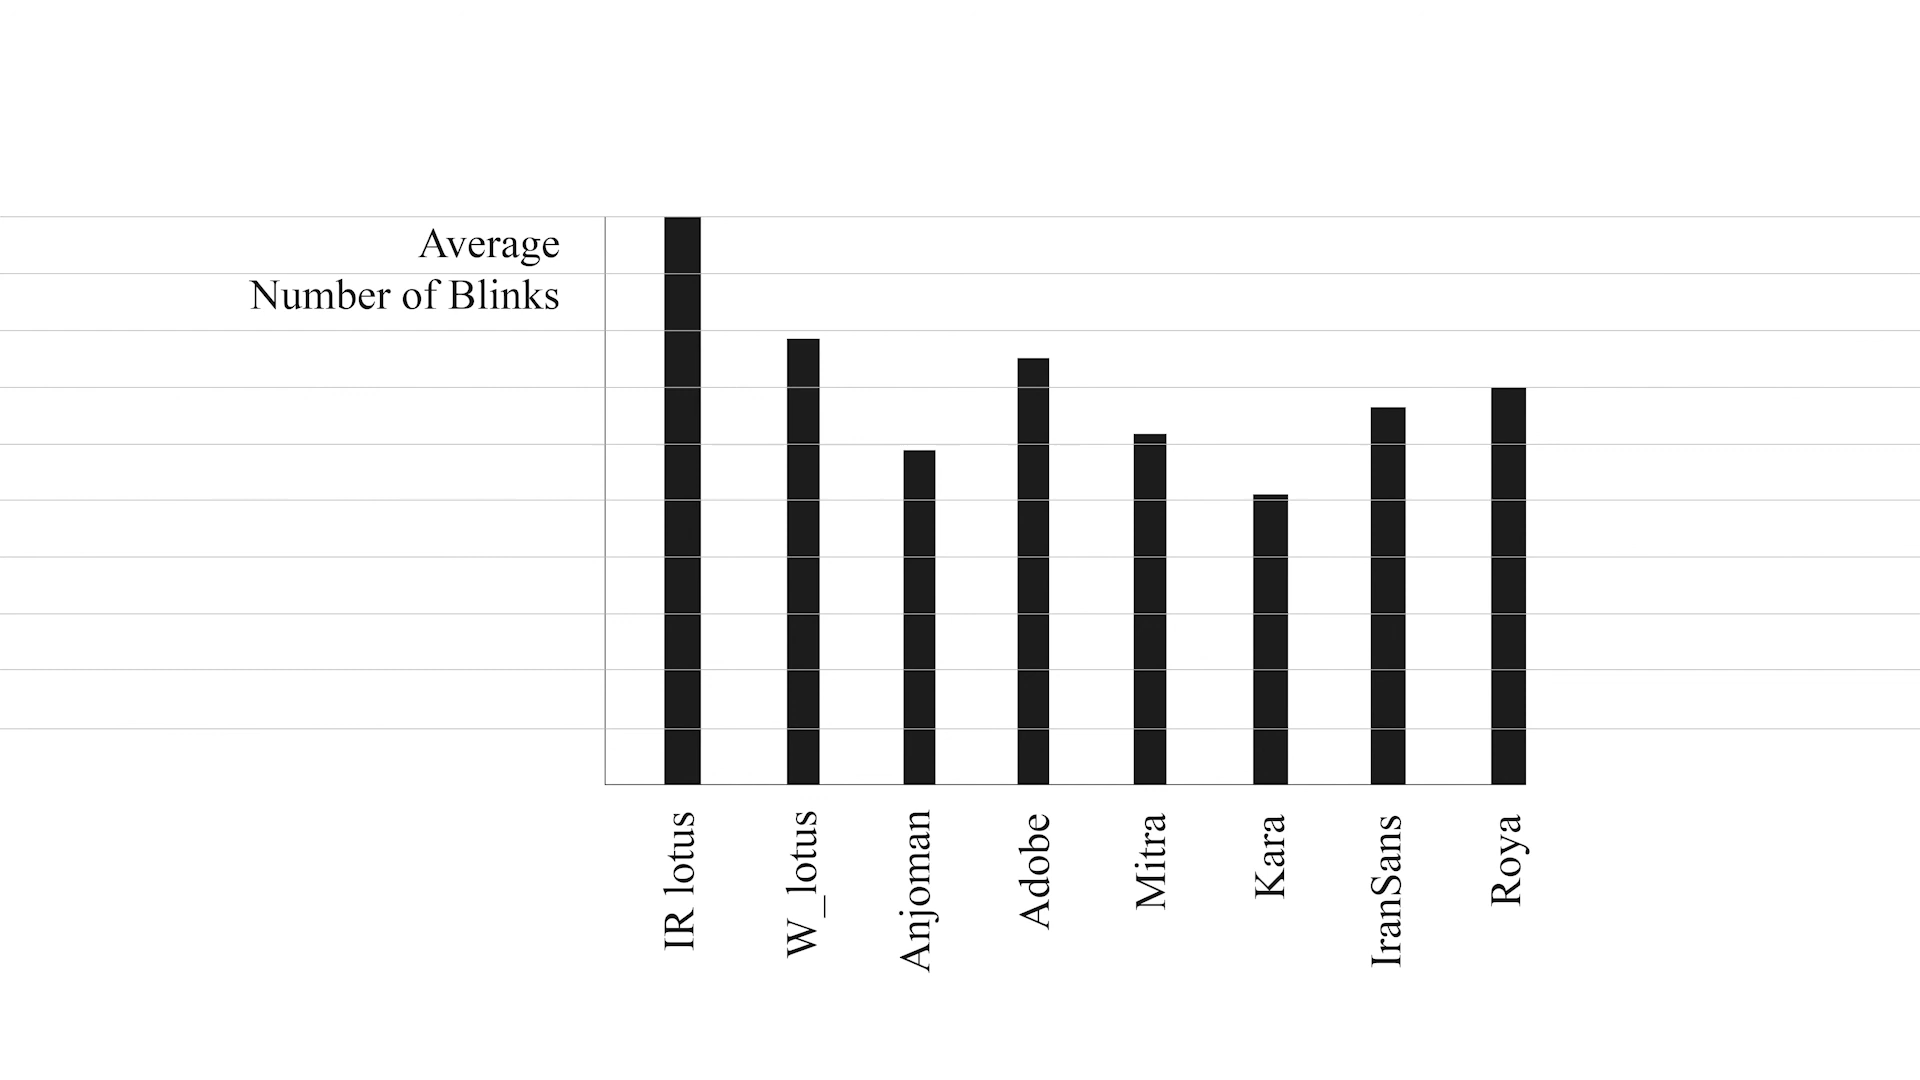 Average
Number of Blinks
IR lotus
W_lotus
Anjoman
Adobe
Mitra
Kara
IranSans
Roya